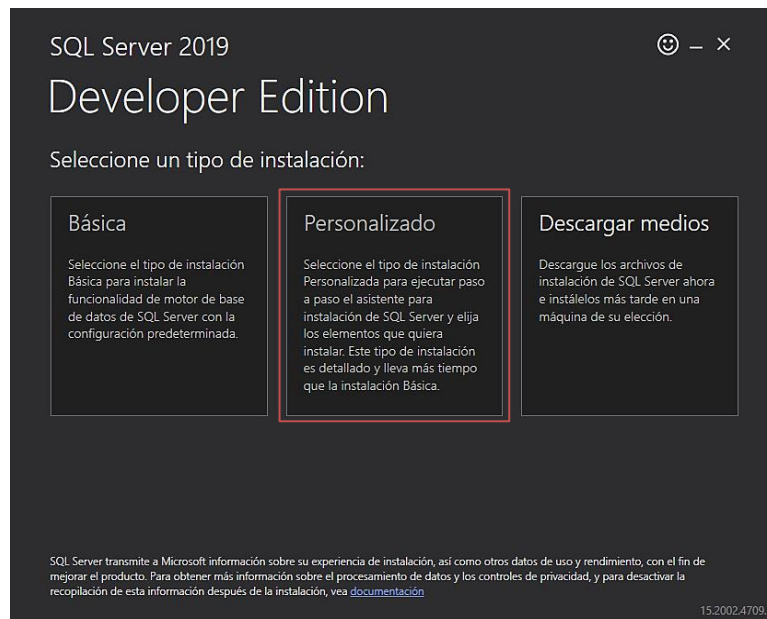 SQL Server 2019
Developer Edition
Seleccione un tipo de instalación:
Básica
Seleccione el tipo de instalación
Básica para instalar la
funcionalidad de motor de base
de datos de SQL Server con la
configuración predeterminada.
Personalizado
Seleccione el tipo de instalación
Personalizada para ejecutar paso
a paso el asistente para
instalación de SQL Server y elija
los elementos que quiera
instalar. Este tipo de instalación
es detallado y lleva más tiempo
que la instalación Básica.
Descargar medios
Descargue los archivos de
instalación de SQL Server ahora
e instálelos más tarde en una
máquina de su elección.
SQL Server transmite a Microsoft información sobre su experiencia de instalación, así como otros datos de uso y rendimiento, con el fin de
mejorar el producto. Para obtener más información sobre el procesamiento de datos y los controles de privacidad, y para desactivar la
recopilación de esta información después de la instalación, vea documentación
15.2002.4709.